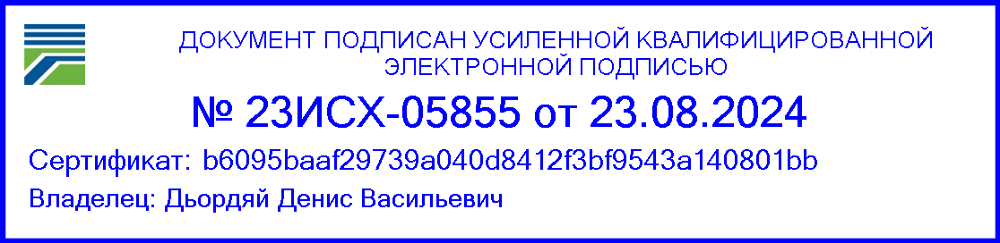 ДОКУМЕНТ ПОДПИСАН УСИЛЕННОЙ КВАЛИФИЦИРОВАННОЙ
ЭЛЕКТРОННОЙ ПОДПИСЬЮ
№ 23ИСХ-05855 от 23.08.2024
Сертификат: b6095baaf29739a040d8412f3bf9543a140801bb
Владелец: Дьордяй Денис Васильевич